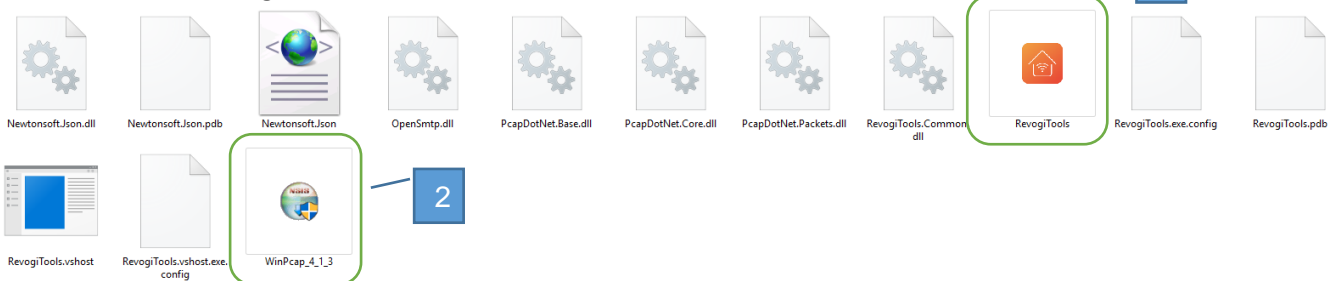 Newtonsoft.Json.dll
Newtonsoft.Json.pdb
Newtonsoft.Json
OpenSmtp.dll
PcapDotNet.Base.dll
PcapDotNet.Core.dll
PcapDotNet.Packets.dll
RevogiTools.Common.
dll
RevogiTools
RevogiTools.exe.config
RevogiTools.pdb
RevogiTools.vshost
RevogiTools.vshost.exe.
config
WinPcap_4_1_3
2